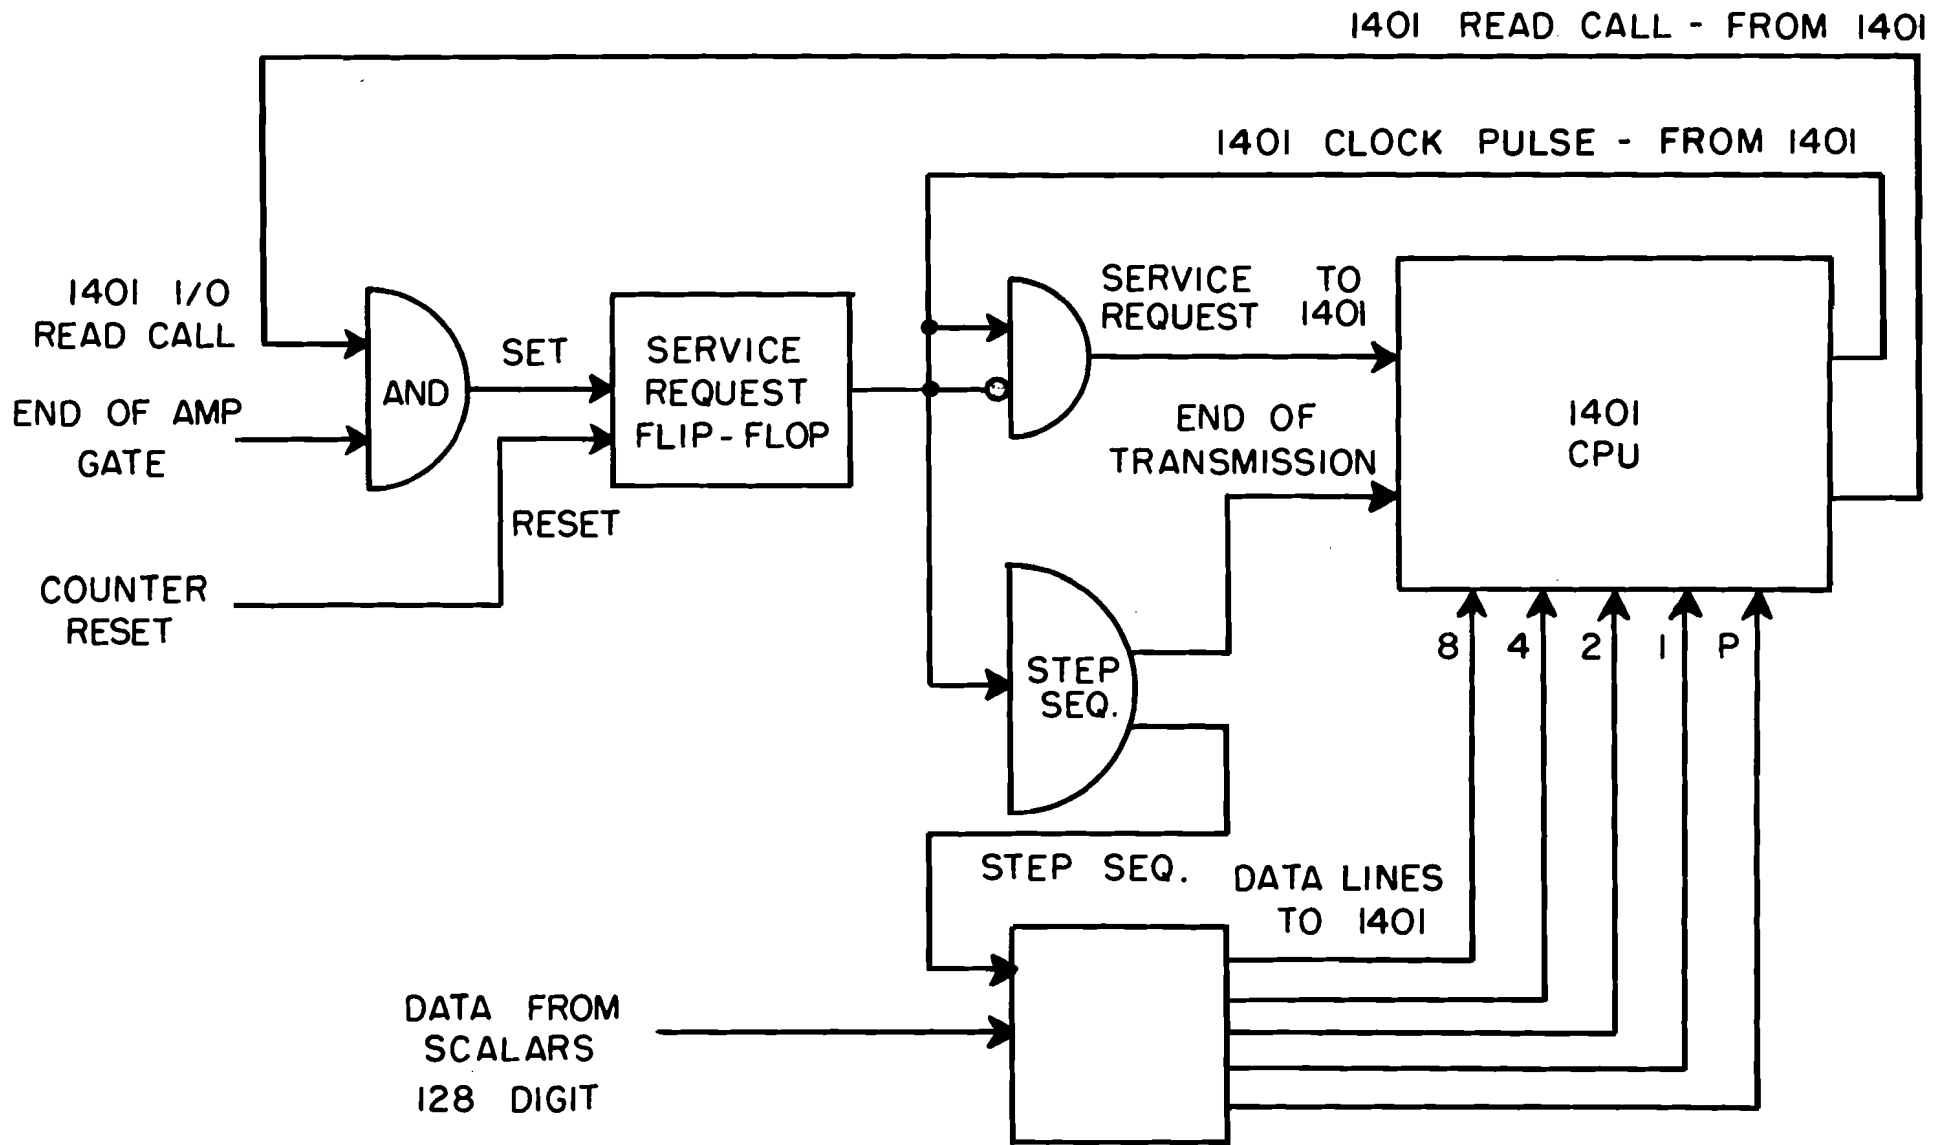 1401 READ CALL - FROM 1401
1401 CLOCK PULSE - FROM 1401
1401 I/O
READ CALL
END OF AMP
GATE
AND
SET
RESET
COUNTER
RESET
SERVICE
REQUEST
FLIP-FLOP
SERVICE TO
REQUEST 1401
END OF
TRANSMISSION
1401
CPU
8 4 2 1 P
STEP
SEQ.
STEP SEQ.
DATA LINES
TO 1401
DATA FROM
SCALARS
128 DIGIT